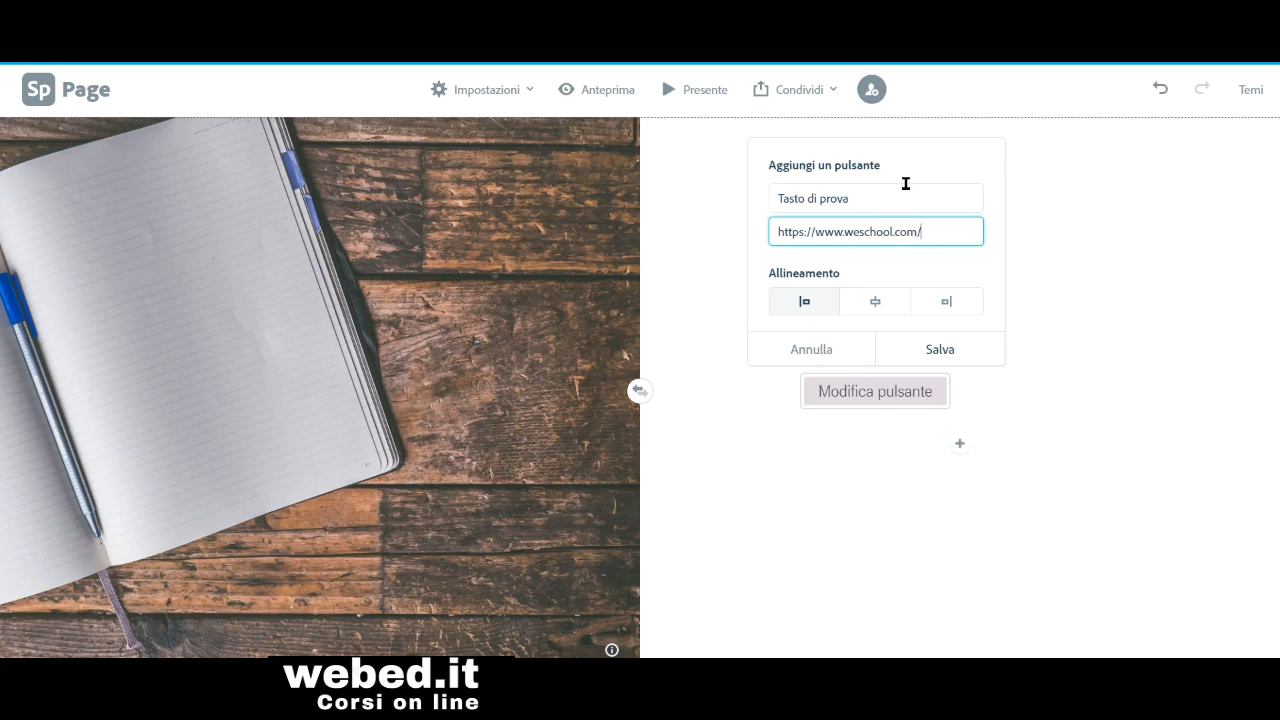 Sp Page
Impostazioni
Anteprima
Presente
Condividi
Temi
Aggiungi un pulsante
Tasto di prova
https://www.weschool.com/
Allineamento
Annulla
Salva
Modifica pulsante
webed.it
Corsi on line